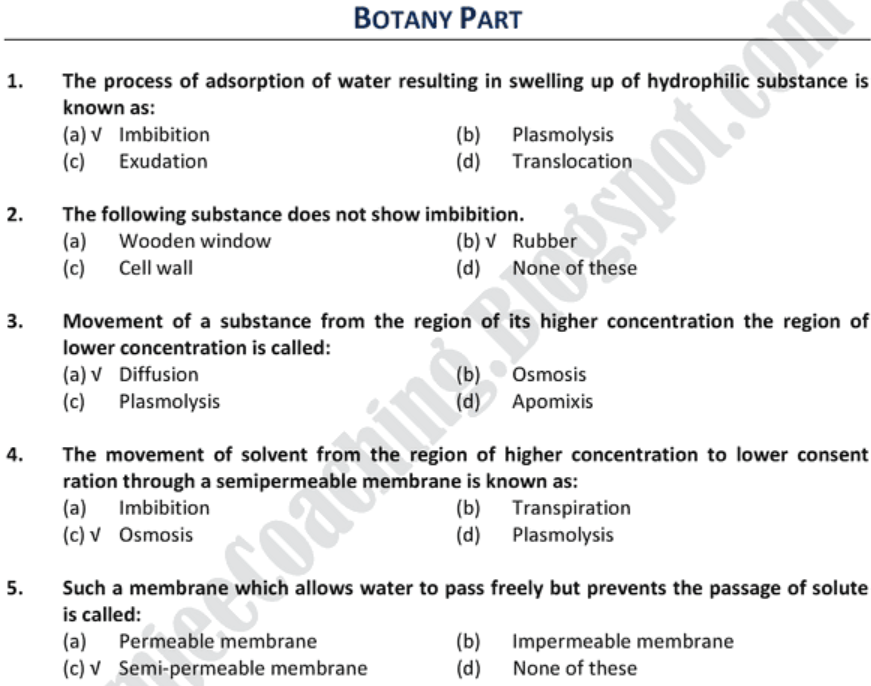 BOTANY PART
1. The process of adsorption of water resulting in swelling up of hydrophilic substance is
known as:
(a) √ Imbibition (b) Plasmolysis
(c) Exudation (d) Translocation
2. The following substance does not show imbibition.
(a) Wooden window (b) √ Rubber
(c) Cell wall (d) None of these
3. Movement of a substance from the region of its higher concentration the region of
lower concentration is called:
(a) √ Diffusion (b) Osmosis
(c) Plasmolysis (d) Apomixis
4. The movement of solvent from the region of higher concentration to lower consent
ration through a semipermeable membrane is known as:
(a) Imbibition (b) Transpiration
(c) √ Osmosis (d) Plasmolysis
5. Such a membrane which allows water to pass freely but prevents the passage of solute
is called:
(a) Permeable membrane (b) Impermeable membrane
(c) √ Semi-permeable membrane (d) None of these